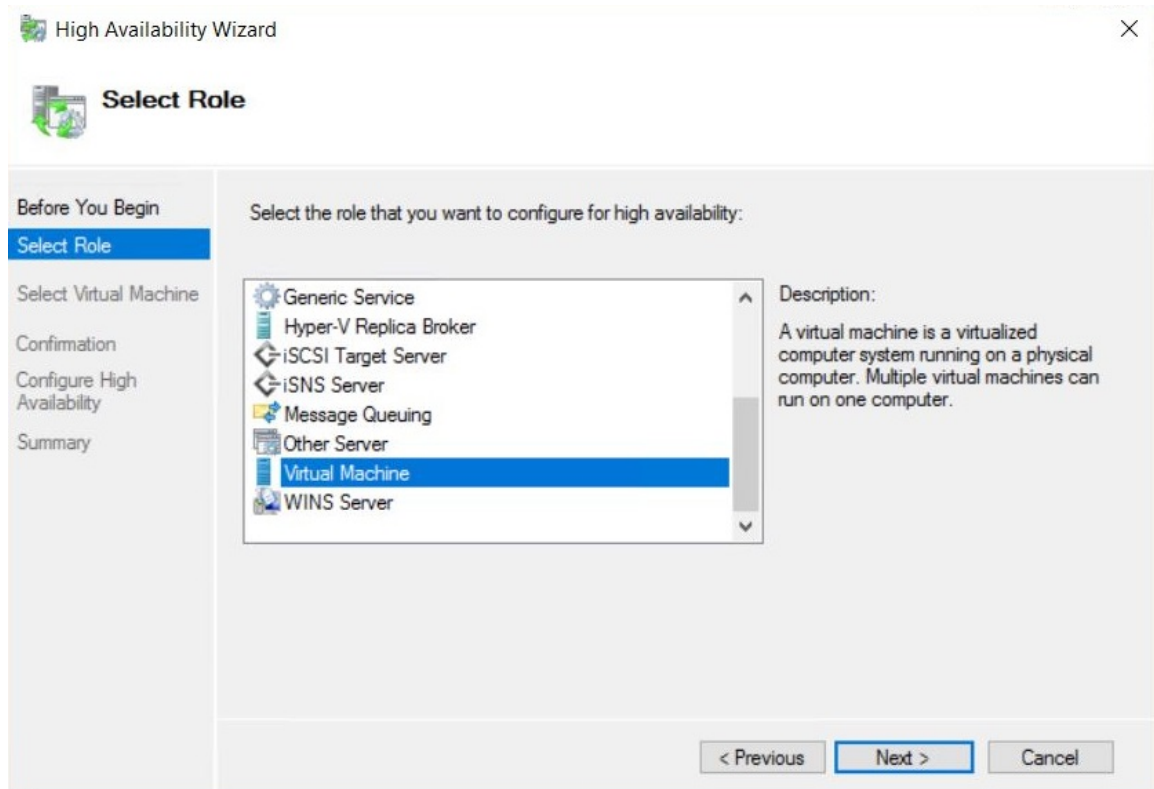 High Availability Wizard
Select Role
Before You Begin
Select Role
Select Virtual Machine
Confirmation
Configure High
Availability
Summary
Select the role that you want to configure for high availability:
Generic Service
Hyper-V Replica Broker
iSCSI Target Server
iSNS Server
Message Queuing
Other Server
Virtual Machine
WINS Server
Description:
A virtual machine is a virtualized
computer system running on a physical
computer. Multiple virtual machines can
run on one computer.
< Previous Next > Cancel